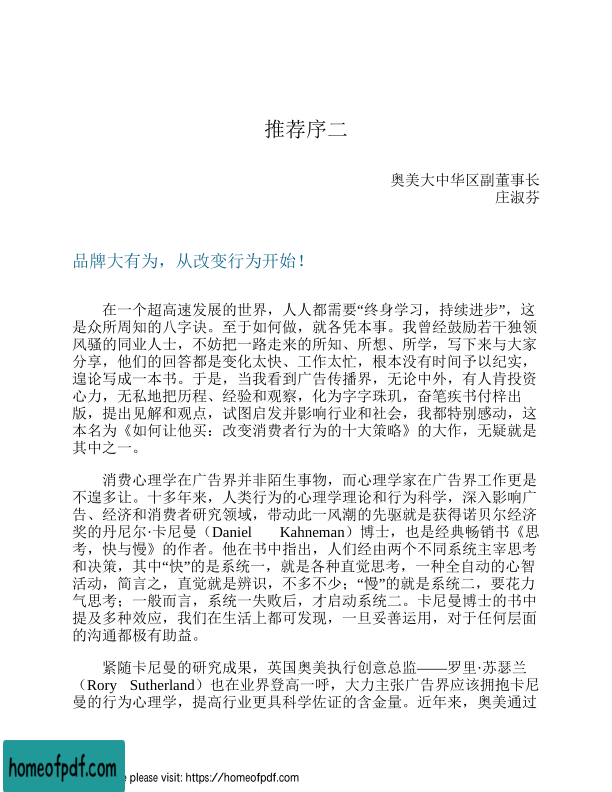 推荐序二
奥美大中华区副董事长
庄淑芬
品牌大有为，从改变行为开始！
在一个超高速发展的世界，人人都需要“终身学习，持续进步”，这
是众所周知的八字诀。至于如何做，就各凭本事。我曾经鼓励若干独领
风骚的同业人士，不妨把一路走来的所知、所想、所学，写下来与大家
分享，他们的回答都是变化太快、工作太忙，根本没有时间予以纪实，
遑论写成一本书。于是，当我看到广告传播界，无论中外，有人肯投资
心力，无私地把历程、经验和观察，化为字字珠玑，奋笔疾书付梓出
版，提出见解和观点，试图启发并影响行业和社会，我都特别感动，这
本名为《如何让他买：改变消费者行为的十大策略》的大作，无疑就是
其中之一。
消费心理学在广告界并非陌生事物，而心理学家在广告界工作更是
不遑多让。十多年来，人类行为的心理学理论和行为科学，深入影响广
告、经济和消费者研究领域，带动此一风潮的先驱就是获得诺贝尔经济
奖的丹尼尔·卡尼曼（Daniel Kahneman）博士，也是经典畅销书《思
考，快与慢》的作者。他在书中指出，人们经由两个不同系统主宰思考
和决策，其中“快”的是系统一，就是各种直觉思考，一种全自动的心智
活动，简言之，直觉就是辨识，不多不少；“慢”的就是系统二，要花力
气思考；一般而言，系统一失败后，才启动系统二。卡尼曼博士的书中
提及多种效应，我们在生活上都可发现，一旦妥善运用，对于任何层面
的沟通都极有助益。
紧随卡尼曼的研究成果，英国奥美执行创意总监——罗里·苏瑟兰
（Rory Sutherland）也在业界登高一呼，大力主张广告界应该拥抱卡尼
曼的行为心理学，提高行业更具科学佐证的含金量。近年来，奥美通过
homeofpdf.com
e please visit: https://homeofpdf.com